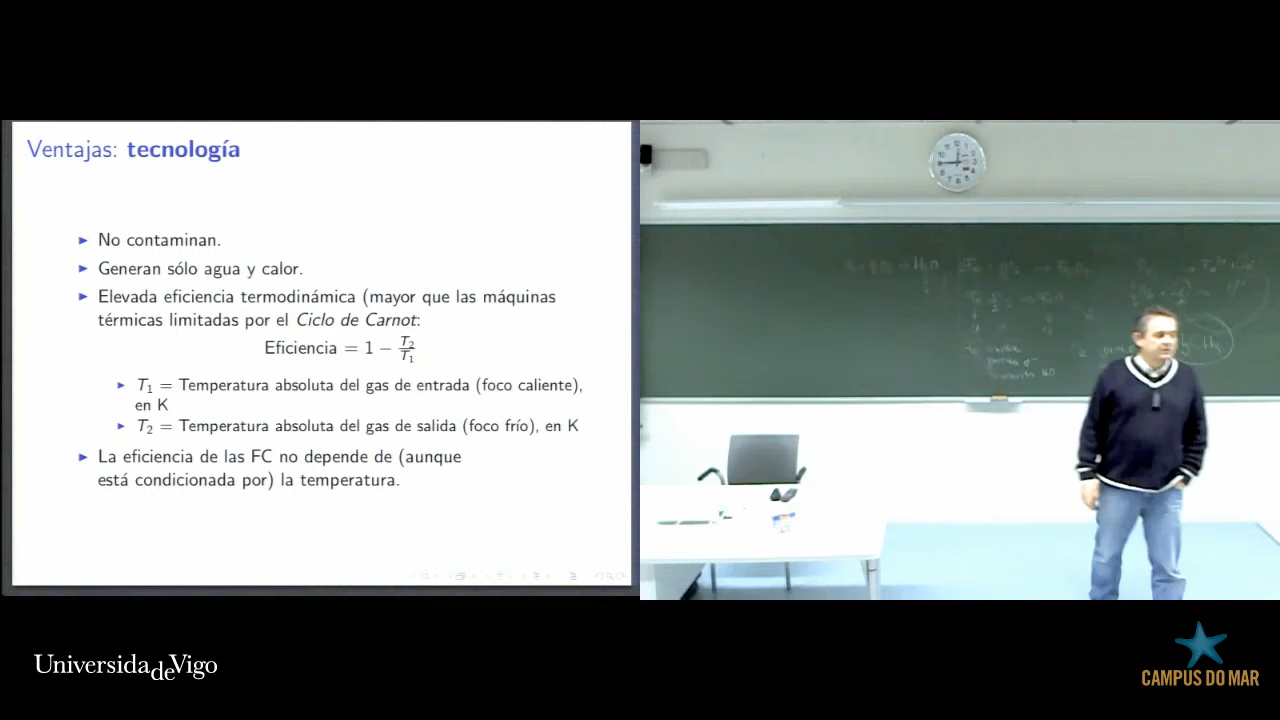 Ventajas: tecnología
► No contaminan.
► Generan sólo agua y calor.
► Elevada eficiencia termodinámica (mayor que las máquinas
térmicas limitadas por el Ciclo de Carnot:
Eficiencia = 1 − T₂/T₁
► T₁ = Temperatura absoluta del gas de entrada (foco caliente),
en K
► T₂ = Temperatura absoluta del gas de salida (foco frío), en K
► La eficiencia de las FC no depende de (aunque
está condicionada por) la temperatura.
Universidade Vigo
CAMPUS DO MAR